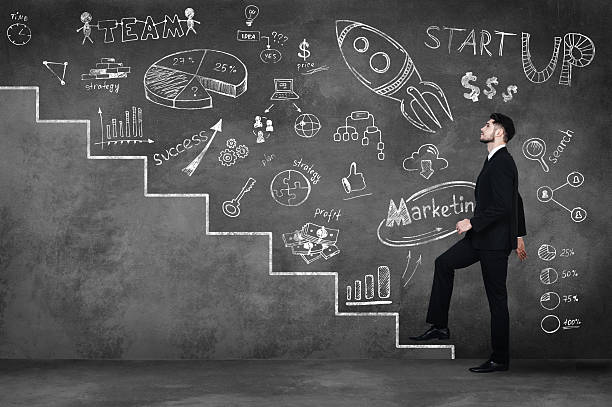 TIME
TEAM
IDEA
???
YES
START UP
$
price
$$$
27%
25%
?
strategy
success
plan
strategy
search
Marketing
Profit
25%
50%
75%
100%